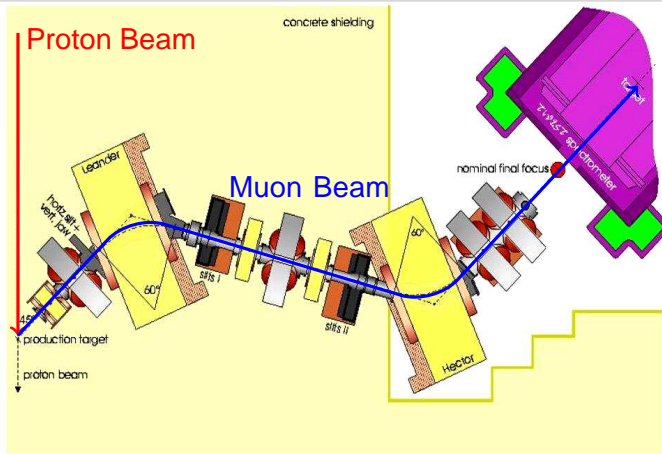 concrete shielding
Proton Beam
target
spectrometer
Leander
nominal final focus
Muon Beam
horiz slit+
vert. jaw
60°
60°
slits I
45°
slits II
production target
Hector
proton beam